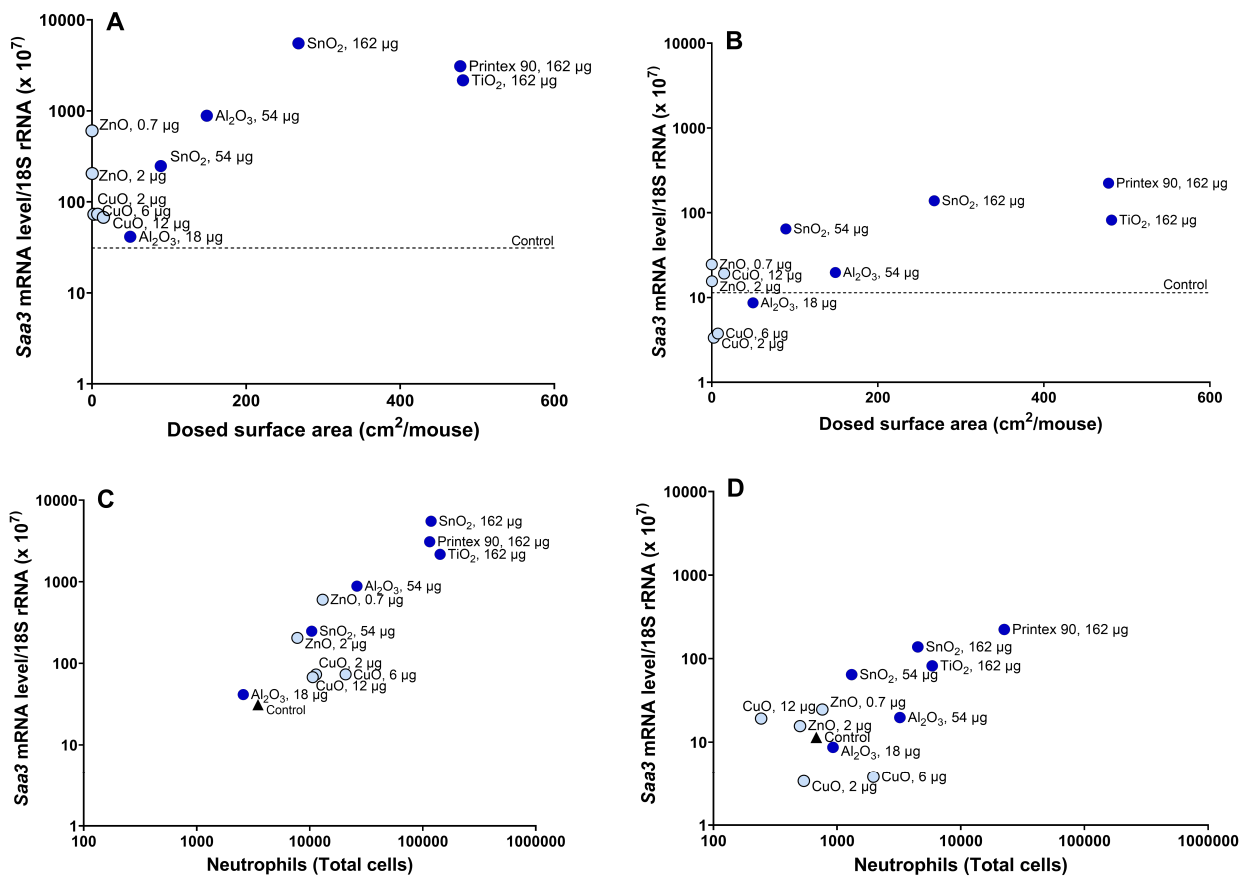 A
Saa3 mRNA level/18S rRNA (x 10⁷)
10000
1000
100
10
1
SnO₂, 162 µg
Printex 90, 162 µg
TiO₂, 162 µg
Al₂O₃, 54 µg
ZnO, 0.7 µg
SnO₂, 54 µg
ZnO, 2 µg
CuO, 2 µg
CuO, 6 µg
CuO, 12 µg
Al₂O₃, 18 µg
Control
0 200 400 600
Dosed surface area (cm²/mouse)
B
Saa3 mRNA level/18S rRNA (x 10⁷)
10000
1000
100
10
1
Printex 90, 162 µg
SnO₂, 162 µg
TiO₂, 162 µg
SnO₂, 54 µg
ZnO, 0.7 µg
CuO, 12 µg
Al₂O₃, 54 µg
ZnO, 2 µg
Control
Al₂O₃, 18 µg
CuO, 6 µg
CuO, 2 µg
0 200 400 600
Dosed surface area (cm²/mouse)
C
Saa3 mRNA level/18S rRNA (x 10⁷)
10000
1000
100
10
1
SnO₂, 162 µg
Printex 90, 162 µg
TiO₂, 162 µg
Al₂O₃, 54 µg
ZnO, 0.7 µg
SnO₂, 54 µg
ZnO, 2 µg
CuO, 2 µg
CuO, 6 µg
CuO, 12 µg
Al₂O₃, 18 µg
Control
100 1000 10000 100000 1000000
Neutrophils (Total cells)
D
Saa3 mRNA level/18S rRNA (x 10⁷)
10000
1000
100
10
1
Printex 90, 162 µg
SnO₂, 162 µg
TiO₂, 162 µg
SnO₂, 54 µg
CuO, 12 µg
ZnO, 0.7 µg
Al₂O₃, 54 µg
ZnO, 2 µg
Control
Al₂O₃, 18 µg
CuO, 6 µg
CuO, 2 µg
100 1000 10000 100000 1000000
Neutrophils (Total cells)